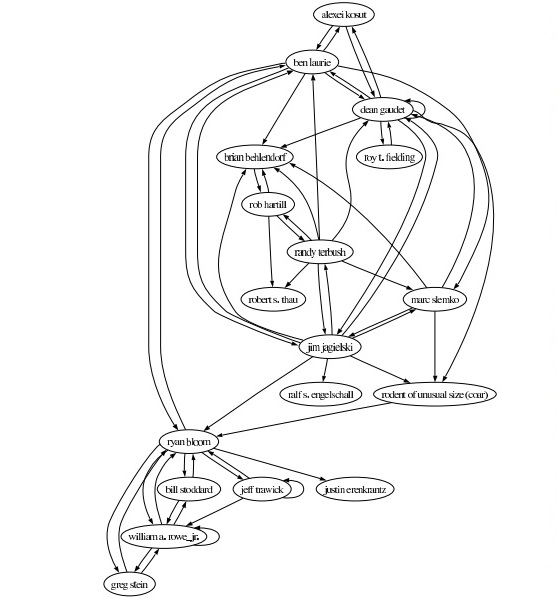 alexei kosut
ben laurie
dean gaudet
brian behlendorf
roy t. fielding
rob hartill
randy terbush
robert s. thau
marc slemko
jim jagielski
ralf s. engelschall
rodent of unusual size (coar)
ryan bloom
bill stoddard
jeff trawick
justin erenkrantz
william a. rowe_jr.
greg stein